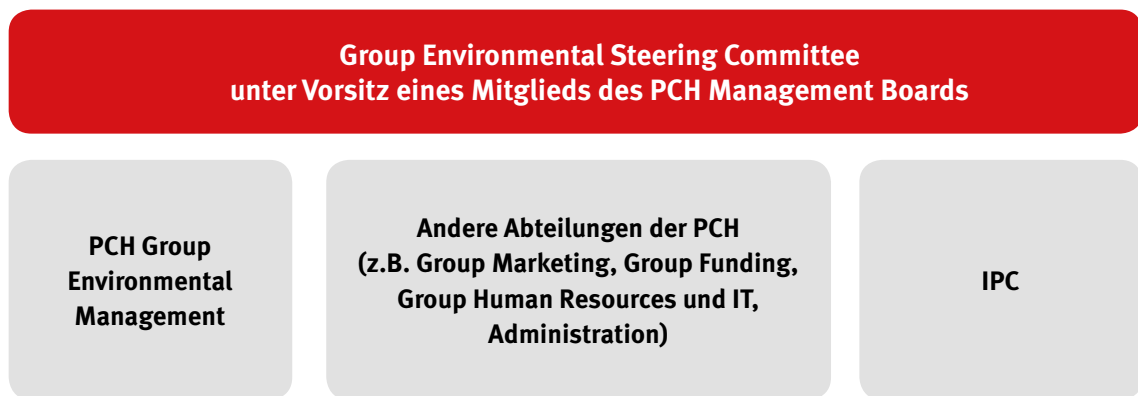 Group Environmental Steering Committee
unter Vorsitz eines Mitglieds des PCH Management Boards
PCH Group
Environmental
Management
Andere Abteilungen der PCH
(z.B. Group Marketing, Group Funding,
Group Human Resources und IT,
Administration)
IPC